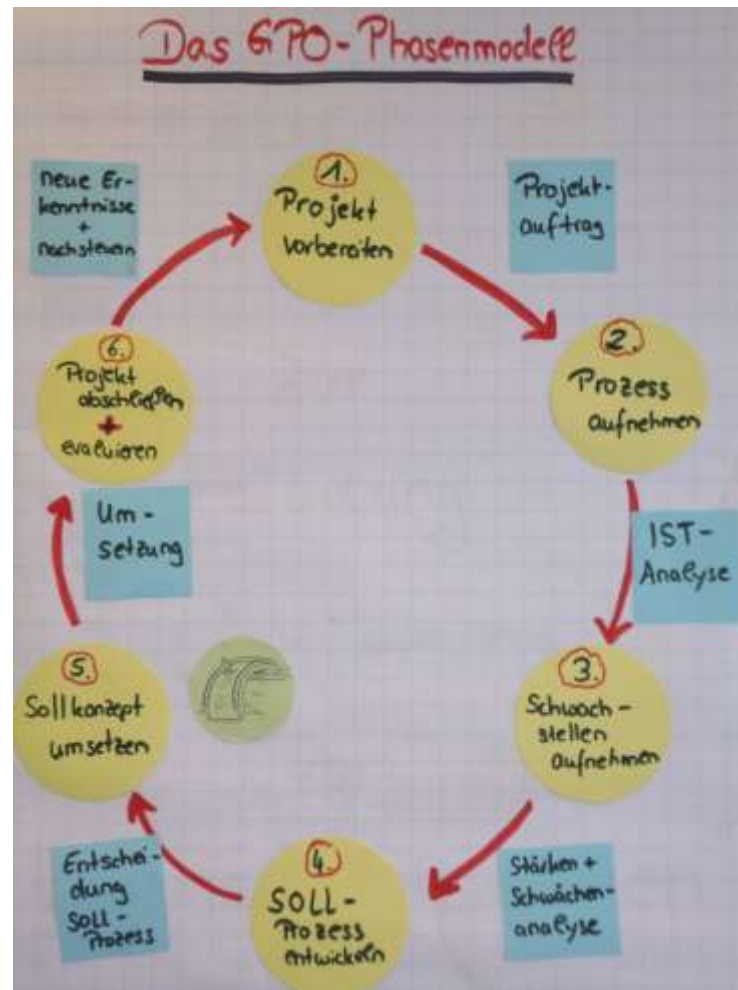 Das GPO-Phasenmodell
1.
Projekt
vorbereiten
Projekt-
auftrag
2.
Prozess
aufnehmen
IST-
Analyse
3.
Schwach-
stellen
aufnehmen
Stärken +
Schwächen-
analyse
4.
SOLL-
Prozess
entwickeln
Entschei-
dung
SOLL-
Prozess
5.
Sollkonzept
umsetzen
Um-
setzung
6.
Projekt
abschließen
+
evaluieren
neue Er-
kenntnisse
+
nachsteuern